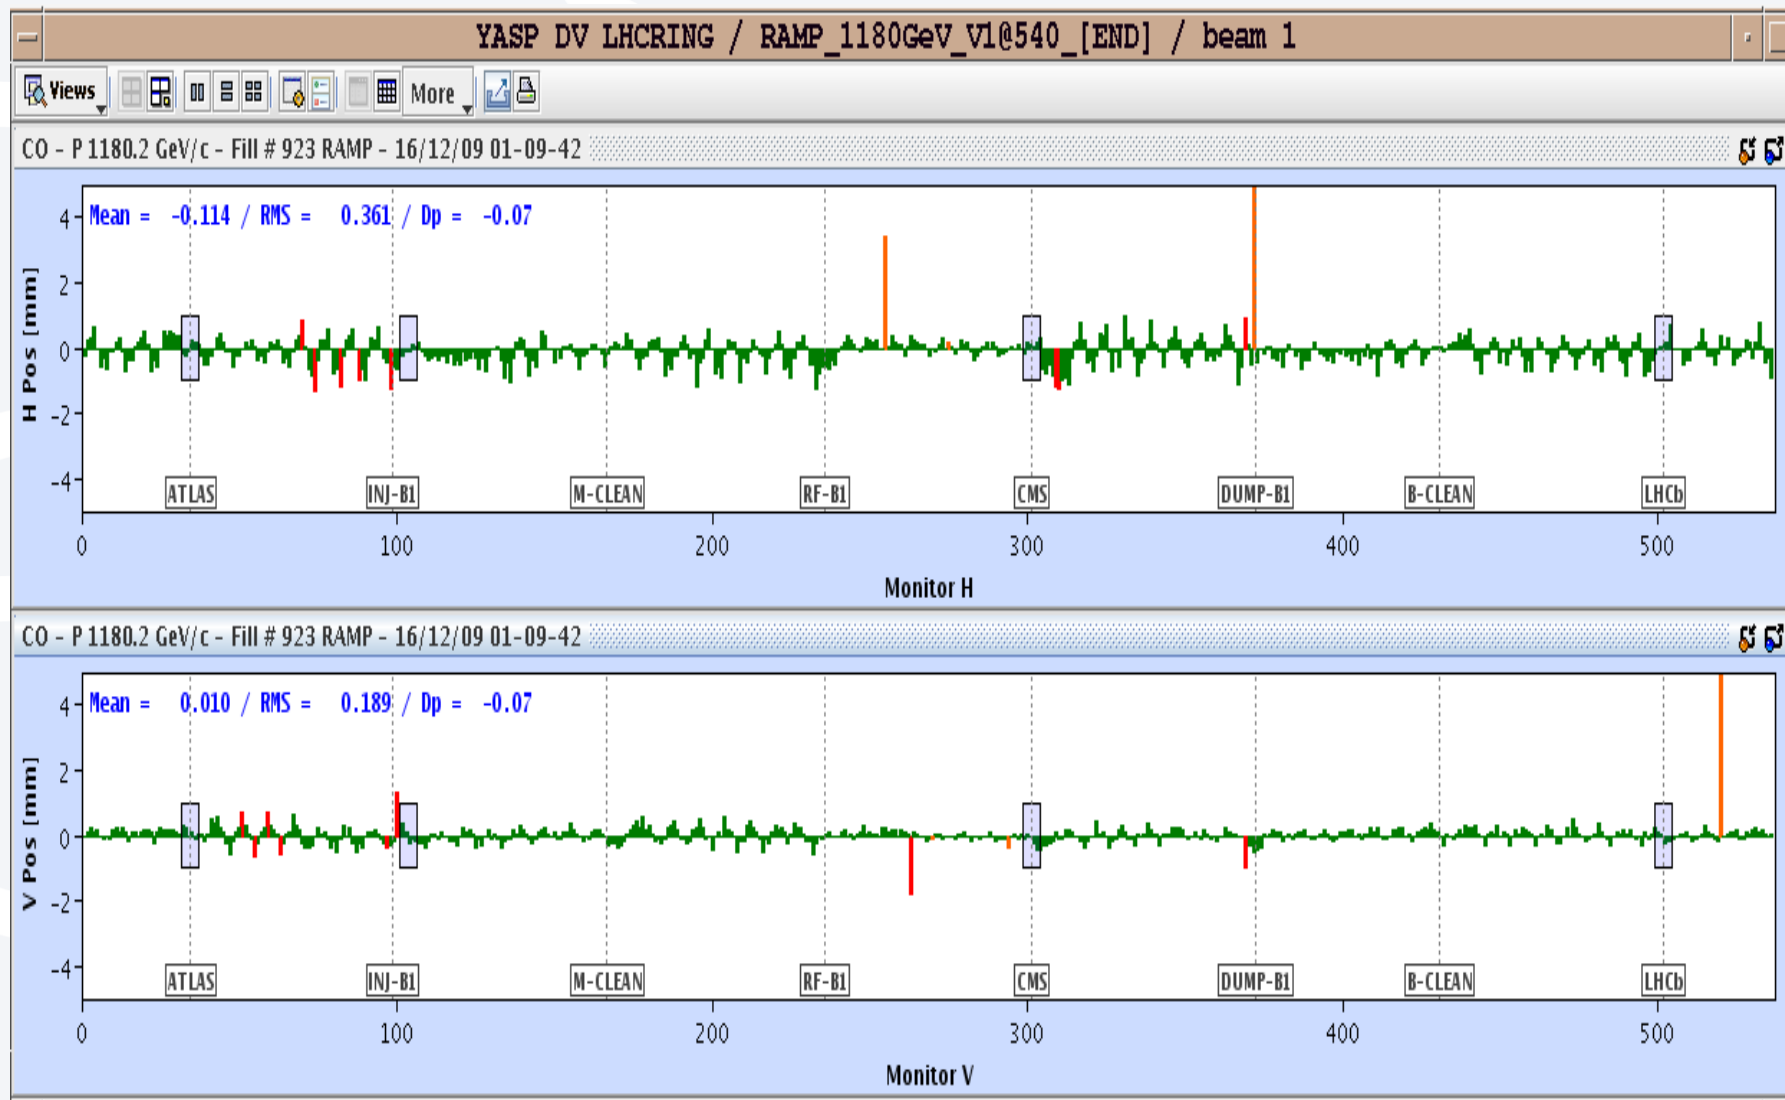 YASP DV LHCRING / RAMP_1180GeV_V1@540_[END] / beam 1
Views More
CO - P 1180.2 GeV/c - Fill # 923 RAMP - 16/12/09 01-09-42
Mean = -0.114 / RMS = 0.361 / Dp = -0.07
H Pos [mm]
4
2
0
-2
-4
ATLAS INJ-B1 M-CLEAN RF-B1 CMS DUMP-B1 B-CLEAN LHCb
0 100 200 300 400 500
Monitor H
CO - P 1180.2 GeV/c - Fill # 923 RAMP - 16/12/09 01-09-42
Mean = 0.010 / RMS = 0.189 / Dp = -0.07
V Pos [mm]
4
2
0
-2
-4
ATLAS INJ-B1 M-CLEAN RF-B1 CMS DUMP-B1 B-CLEAN LHCb
0 100 200 300 400 500
Monitor V